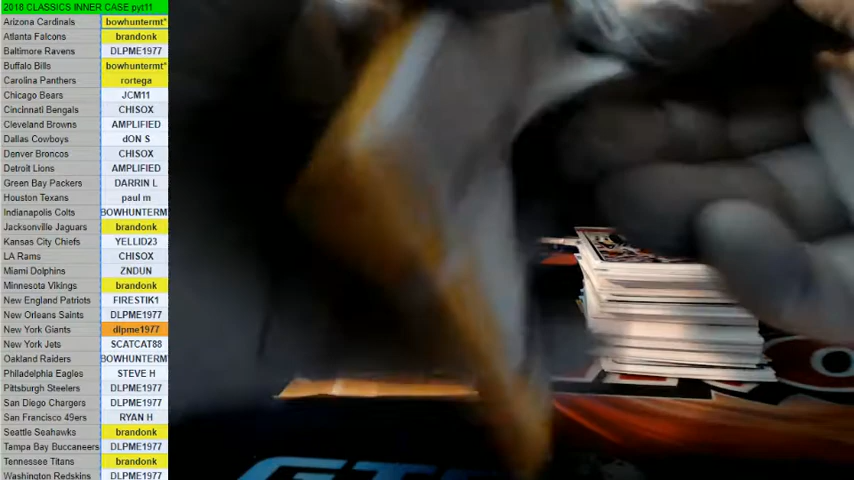 2018 CLASSICS INNER CASE pyt11
Arizona Cardinals bowhuntermt*
Atlanta Falcons brandonk
Baltimore Ravens DLPME1977
Buffalo Bills bowhuntermt*
Carolina Panthers rortega
Chicago Bears JCM11
Cincinnati Bengals CHISOX
Cleveland Browns AMPLIFIED
Dallas Cowboys dON S
Denver Broncos CHISOX
Detroit Lions AMPLIFIED
Green Bay Packers DARRIN L
Houston Texans paul m
Indianapolis Colts BOWHUNTERM
Jacksonville Jaguars brandonk
Kansas City Chiefs YELLID23
LA Rams CHISOX
Miami Dolphins ZNDUN
Minnesota Vikings brandonk
New England Patriots FIRESTIK1
New Orleans Saints DLPME1977
New York Giants dlpme1977
New York Jets SCATCAT88
Oakland Raiders BOWHUNTERM
Philadelphia Eagles STEVE H
Pittsburgh Steelers DLPME1977
San Diego Chargers DLPME1977
San Francisco 49ers RYAN H
Seattle Seahawks brandonk
Tampa Bay Buccaneers DLPME1977
Tennessee Titans brandonk
Washington Redskins DLPME1977